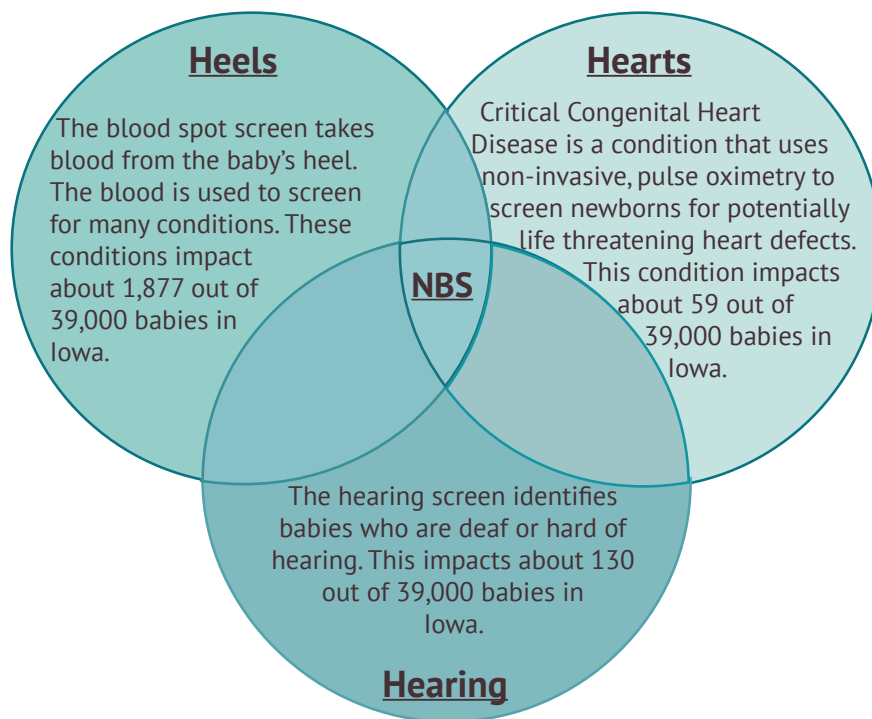 Heels
The blood spot screen takes
blood from the baby's heel.
The blood is used to screen
for many conditions. These
conditions impact
about 1,877 out of
39,000 babies in
Iowa.
Hearts
Critical Congenital Heart
Disease is a condition that uses
non-invasive, pulse oximetry to
screen newborns for potentially
life threatening heart defects.
This condition impacts
about 59 out of
39,000 babies in
Iowa.
NBS
The hearing screen identifies
babies who are deaf or hard of
hearing. This impacts about 130
out of 39,000 babies in
Iowa.
Hearing